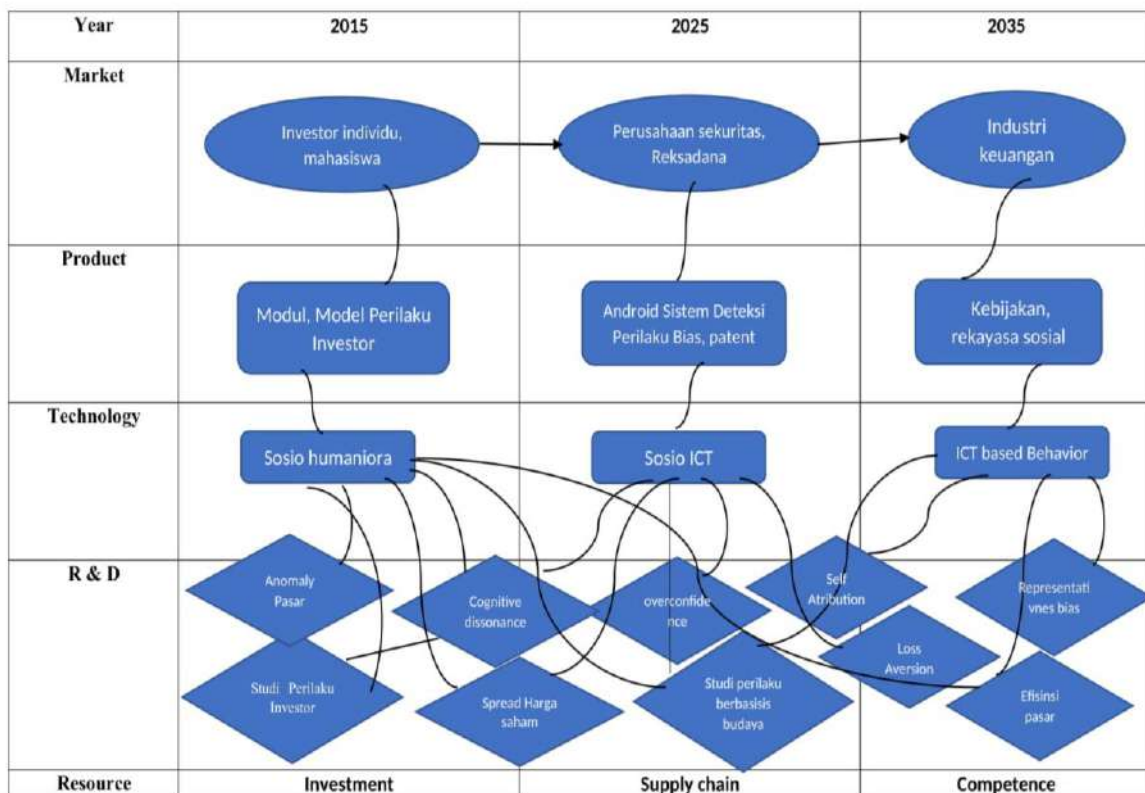 Year
2015
2025
2035
Market
Investor individu,
mahasiswa
Perusahaan sekuritas,
Reksadana
Industri
keuangan
Product
Modul, Model Perilaku
Investor
Android Sistem Deteksi
Perilaku Bias, patent
Kebijakan,
rekayasa sosial
Technology
Sosio humaniora
Sosio ICT
ICT based Behavior
R & D
Anomaly
Pasar
Cognitive
dissonance
overconfide
nce
Self
Atribution
Representati
vnes bias
Studi Perilaku
Investor
Spread Harga
saham
Studi perilaku
berbasisis
budaya
Loss
Aversion
Efisinsi
pasar
Resource
Investment
Supply chain
Competence